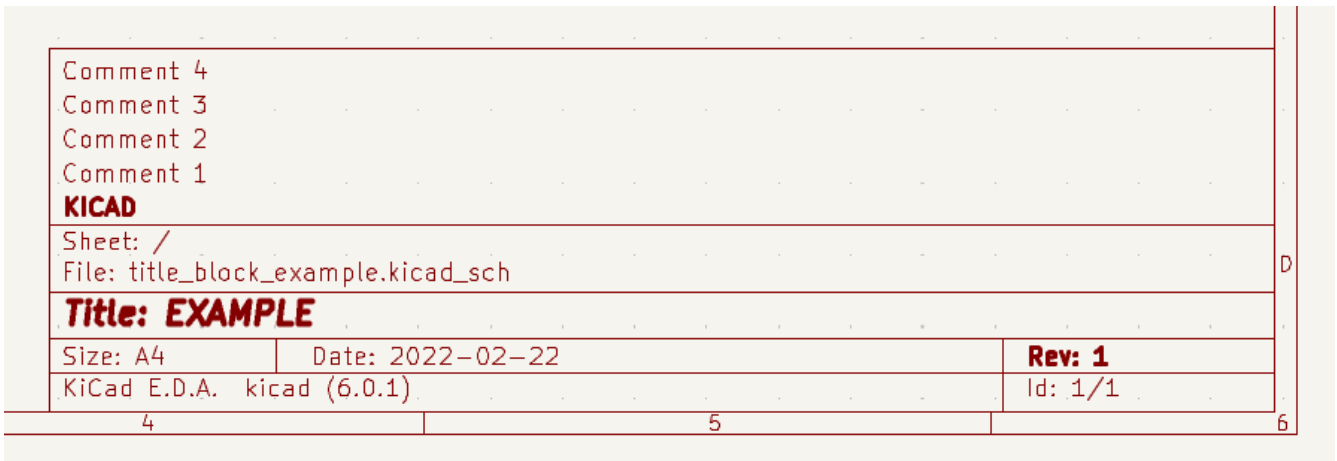 Comment 4
Comment 3
Comment 2
Comment 1
KICAD
Sheet: /
File: title_block_example.kicad_sch
D
Title: EXAMPLE
Size: A4 Date: 2022-02-22 Rev: 1
KiCad E.D.A. kicad (6.0.1) Id: 1/1
4 5 6